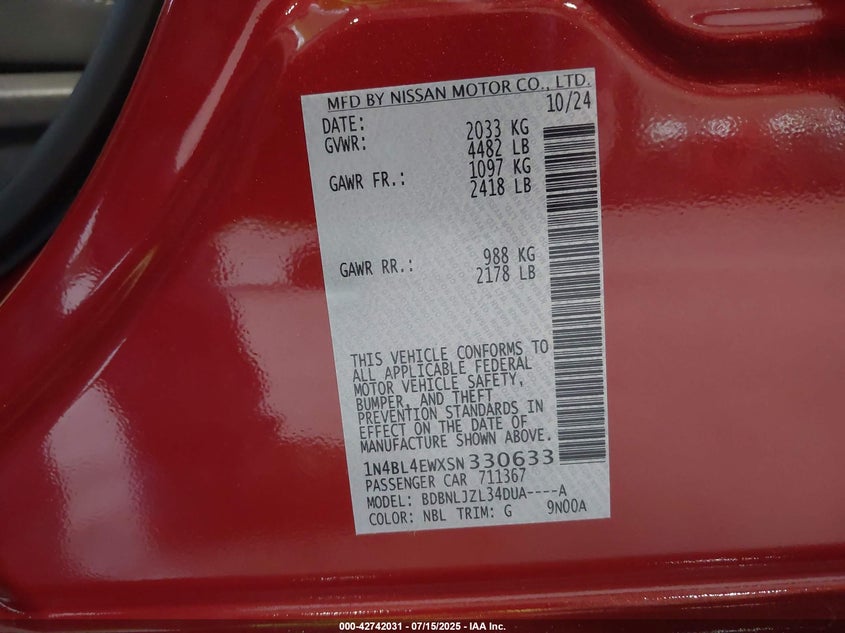 MFD BY NISSAN MOTOR CO., LTD.
DATE: 10/24
GVWR: 2033 KG
4482 LB
GAWR FR.: 1097 KG
2418 LB
GAWR RR.: 988 KG
2178 LB
THIS VEHICLE CONFORMS TO
ALL APPLICABLE FEDERAL
MOTOR VEHICLE SAFETY,
BUMPER, AND THEFT
PREVENTION STANDARDS IN
EFFECT ON THE DATE OF
MANUFACTURE SHOWN ABOVE.
1N4BL4EWXSN330633
PASSENGER CAR 711367
MODEL: BDBNLJZL34DUA----A
COLOR: NBL TRIM: G 9N00A
000-42742031 - 07/15/2025 - IAA Inc.